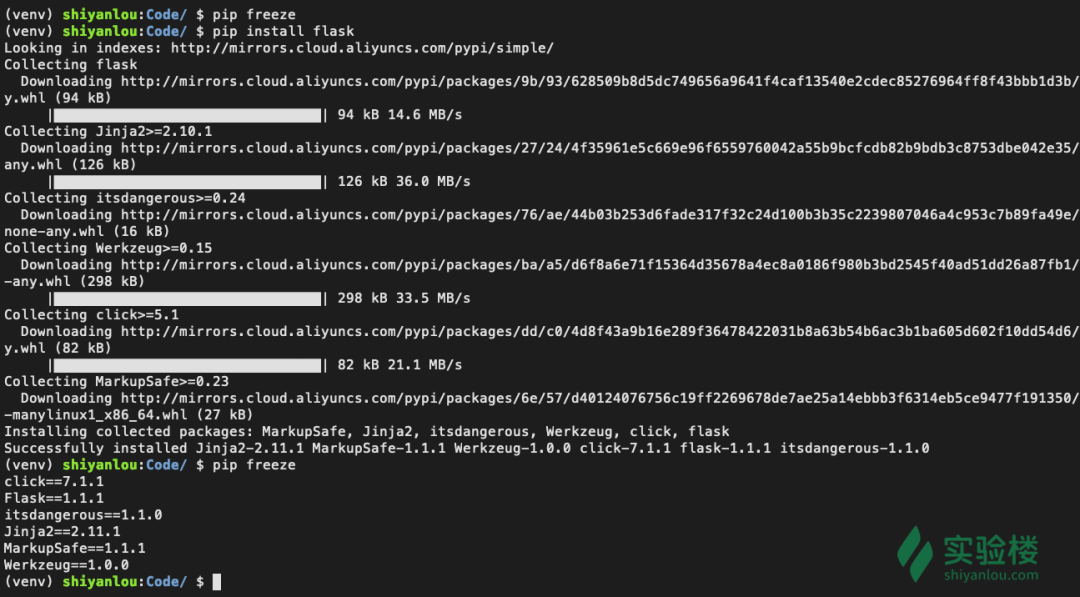 (venv) shiyanlou:Code/ $ pip freeze
(venv) shiyanlou:Code/ $ pip install flask
Looking in indexes: http://mirrors.cloud.aliyuncs.com/pypi/simple/
Collecting flask
  Downloading http://mirrors.cloud.aliyuncs.com/pypi/packages/9b/93/628509b8d5dc749656a9641f4caf13540e2cdec85276964ff8f43bbb1d3b/
y.whl (94 kB)
|| 94 kB 14.6 MB/s
Collecting Jinja2>=2.10.1
  Downloading http://mirrors.cloud.aliyuncs.com/pypi/packages/27/24/4f35961e5c669e96f6559760042a55b9bcfcdb82b9bdb3c8753dbe042e35/
any.whl (126 kB)
|| 126 kB 36.0 MB/s
Collecting itsdangerous>=0.24
  Downloading http://mirrors.cloud.aliyuncs.com/pypi/packages/76/ae/44b03b253d6fade317f32c24d100b3b35c2239807046a4c953c7b89fa49e/
none-any.whl (16 kB)
Collecting Werkzeug>=0.15
  Downloading http://mirrors.cloud.aliyuncs.com/pypi/packages/ba/a5/d6f8a6e71f15364d35678a4ec8a0186f980b3bd2545f40ad51dd26a87fb1/
-any.whl (298 kB)
|| 298 kB 33.5 MB/s
Collecting click>=5.1
  Downloading http://mirrors.cloud.aliyuncs.com/pypi/packages/dd/c0/4d8f43a9b16e289f36478422031b8a63b54b6ac3b1ba605d602f10dd54d6/
y.whl (82 kB)
|| 82 kB 21.1 MB/s
Collecting MarkupSafe>=0.23
  Downloading http://mirrors.cloud.aliyuncs.com/pypi/packages/6e/57/d40124076756c19ff2269678de7ae25a14ebbb3f6314eb5ce9477f191350/
-manylinux1_x86_64.whl (27 kB)
Installing collected packages: MarkupSafe, Jinja2, itsdangerous, Werkzeug, click, flask
Successfully installed Jinja2-2.11.1 MarkupSafe-1.1.1 Werkzeug-1.0.0 click-7.1.1 flask-1.1.1 itsdangerous-1.1.0
(venv) shiyanlou:Code/ $ pip freeze
click==7.1.1
Flask==1.1.1
itsdangerous==1.1.0
Jinja2==2.11.1
MarkupSafe==1.1.1
Werkzeug==1.0.0
(venv) shiyanlou:Code/ $
实验楼
shiyanlou.com